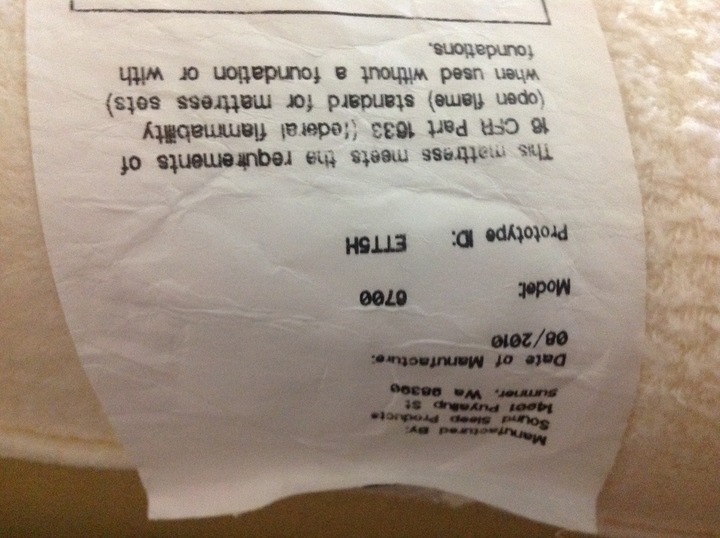 Manufactured By:
Sound Sleep Products
14901 Puyallup St
Sumner, Wa 98390
Date of Manufacture:
08/2010
Model: 6700
Prototype ID: ETT5H
This mattress meets the requirements of
16 CFR Part 1633 (federal flammability
(open flame) standard for mattress sets)
when used without a foundation or with
foundations.